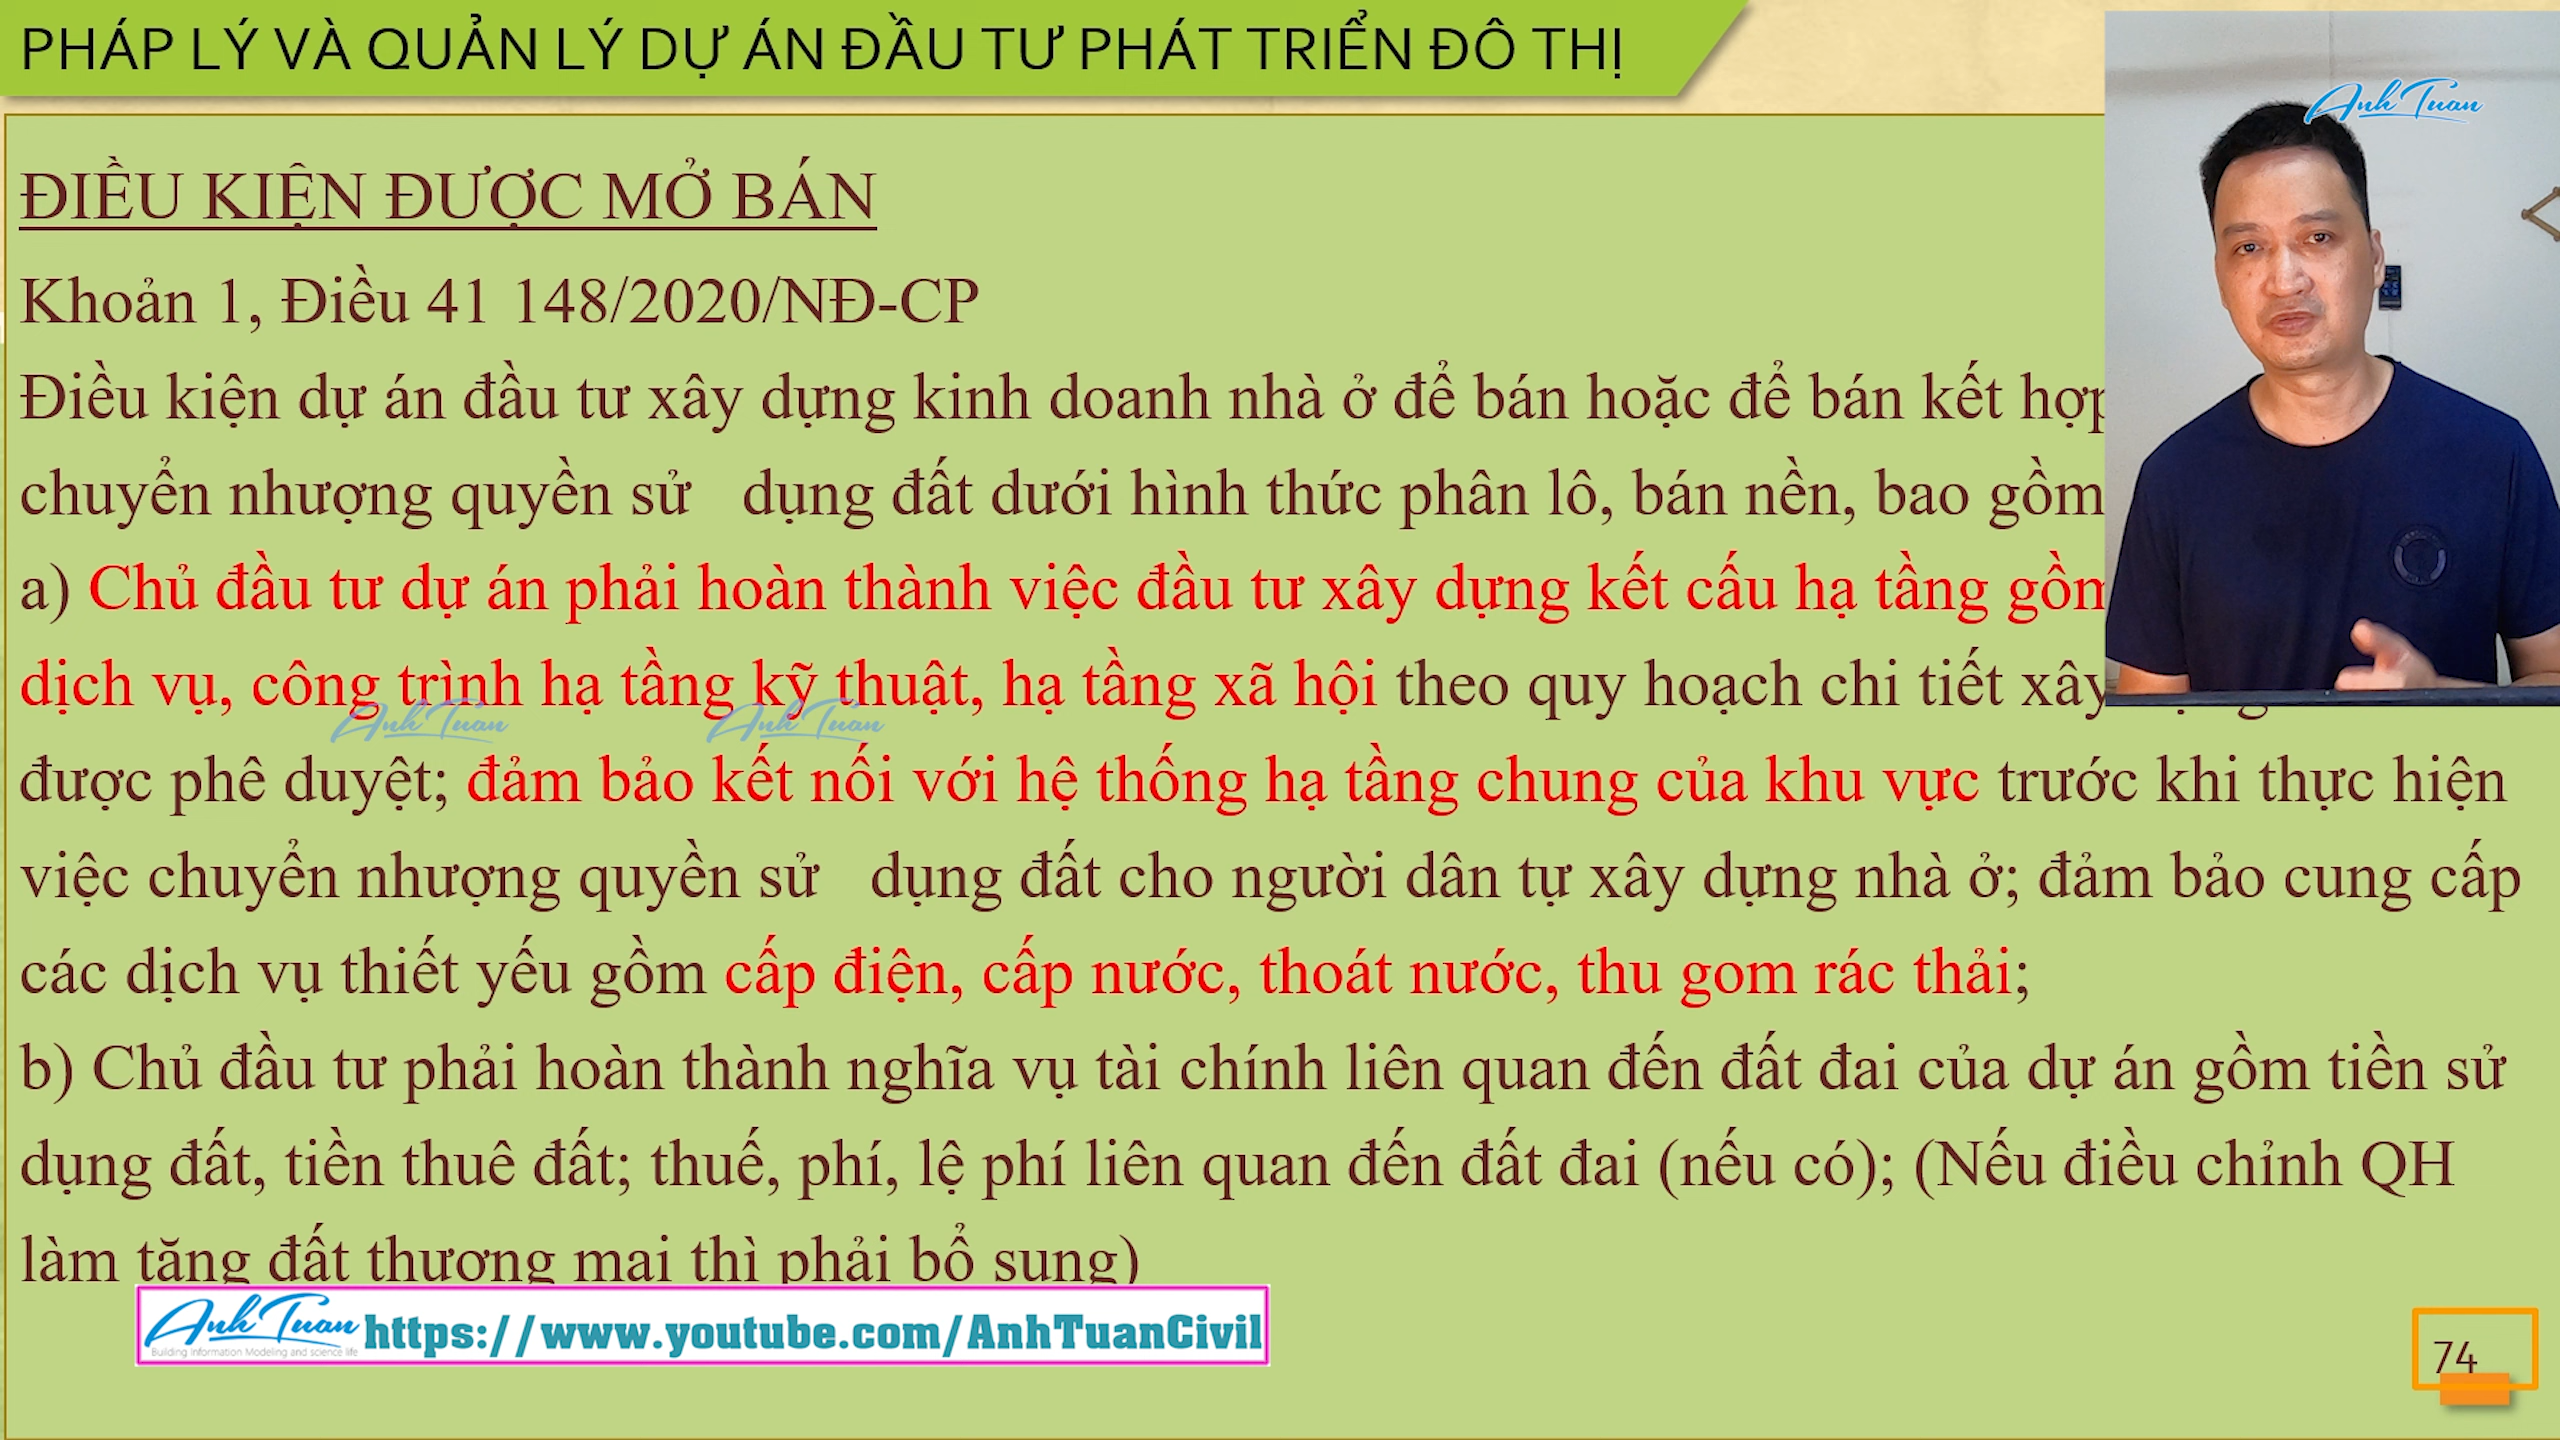 PHÁP LÝ VÀ QUẢN LÝ DỰ ÁN ĐẦU TƯ PHÁT TRIỂN ĐÔ THỊ
Anh Tuan
ĐIỀU KIỆN ĐƯỢC MỞ BÁN
Khoản 1, Điều 41 148/2020/NĐ-CP
Điều kiện dự án đầu tư xây dựng kinh doanh nhà ở để bán hoặc để bán kết hợp
chuyển nhượng quyền sử dụng đất dưới hình thức phân lô, bán nền, bao gồm
a) Chủ đầu tư dự án phải hoàn thành việc đầu tư xây dựng kết cấu hạ tầng gồm
dịch vụ, công trình hạ tầng kỹ thuật, hạ tầng xã hội theo quy hoạch chi tiết xây
Anh Tuan Anh Tuan
được phê duyệt; đảm bảo kết nối với hệ thống hạ tầng chung của khu vực trước khi thực hiện
việc chuyển nhượng quyền sử dụng đất cho người dân tự xây dựng nhà ở; đảm bảo cung cấp
các dịch vụ thiết yếu gồm cấp điện, cấp nước, thoát nước, thu gom rác thải;
b) Chủ đầu tư phải hoàn thành nghĩa vụ tài chính liên quan đến đất đai của dự án gồm tiền sử
dụng đất, tiền thuê đất; thuế, phí, lệ phí liên quan đến đất đai (nếu có); (Nếu điều chỉnh QH
làm tăng đất thương mại thì phải bổ sung)
Anh Tuan https://www.youtube.com/AnhTuanCivil
Building Information Modeling and science life
74